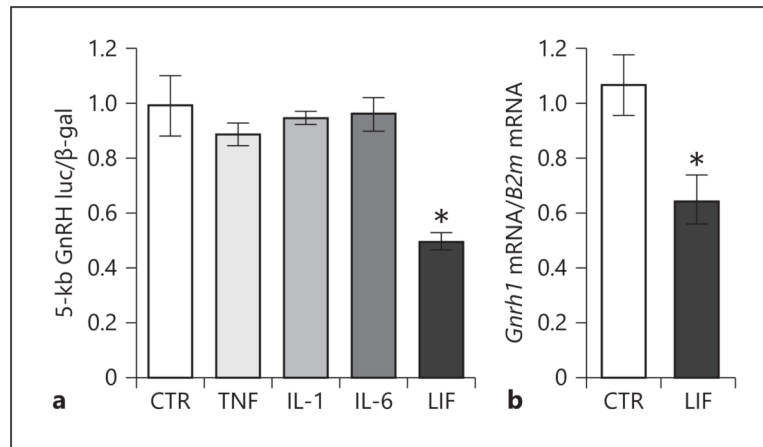 5-kb GnRH luc/β-gal
1.2
1.0
0.8
0.6
0.4
0.2
0
*
CTR TNF IL-1 IL-6 LIF
a
Gnrh1 mRNA/B2m mRNA
1.2
1.0
0.8
0.6
0.4
0.2
0
*
CTR LIF
b